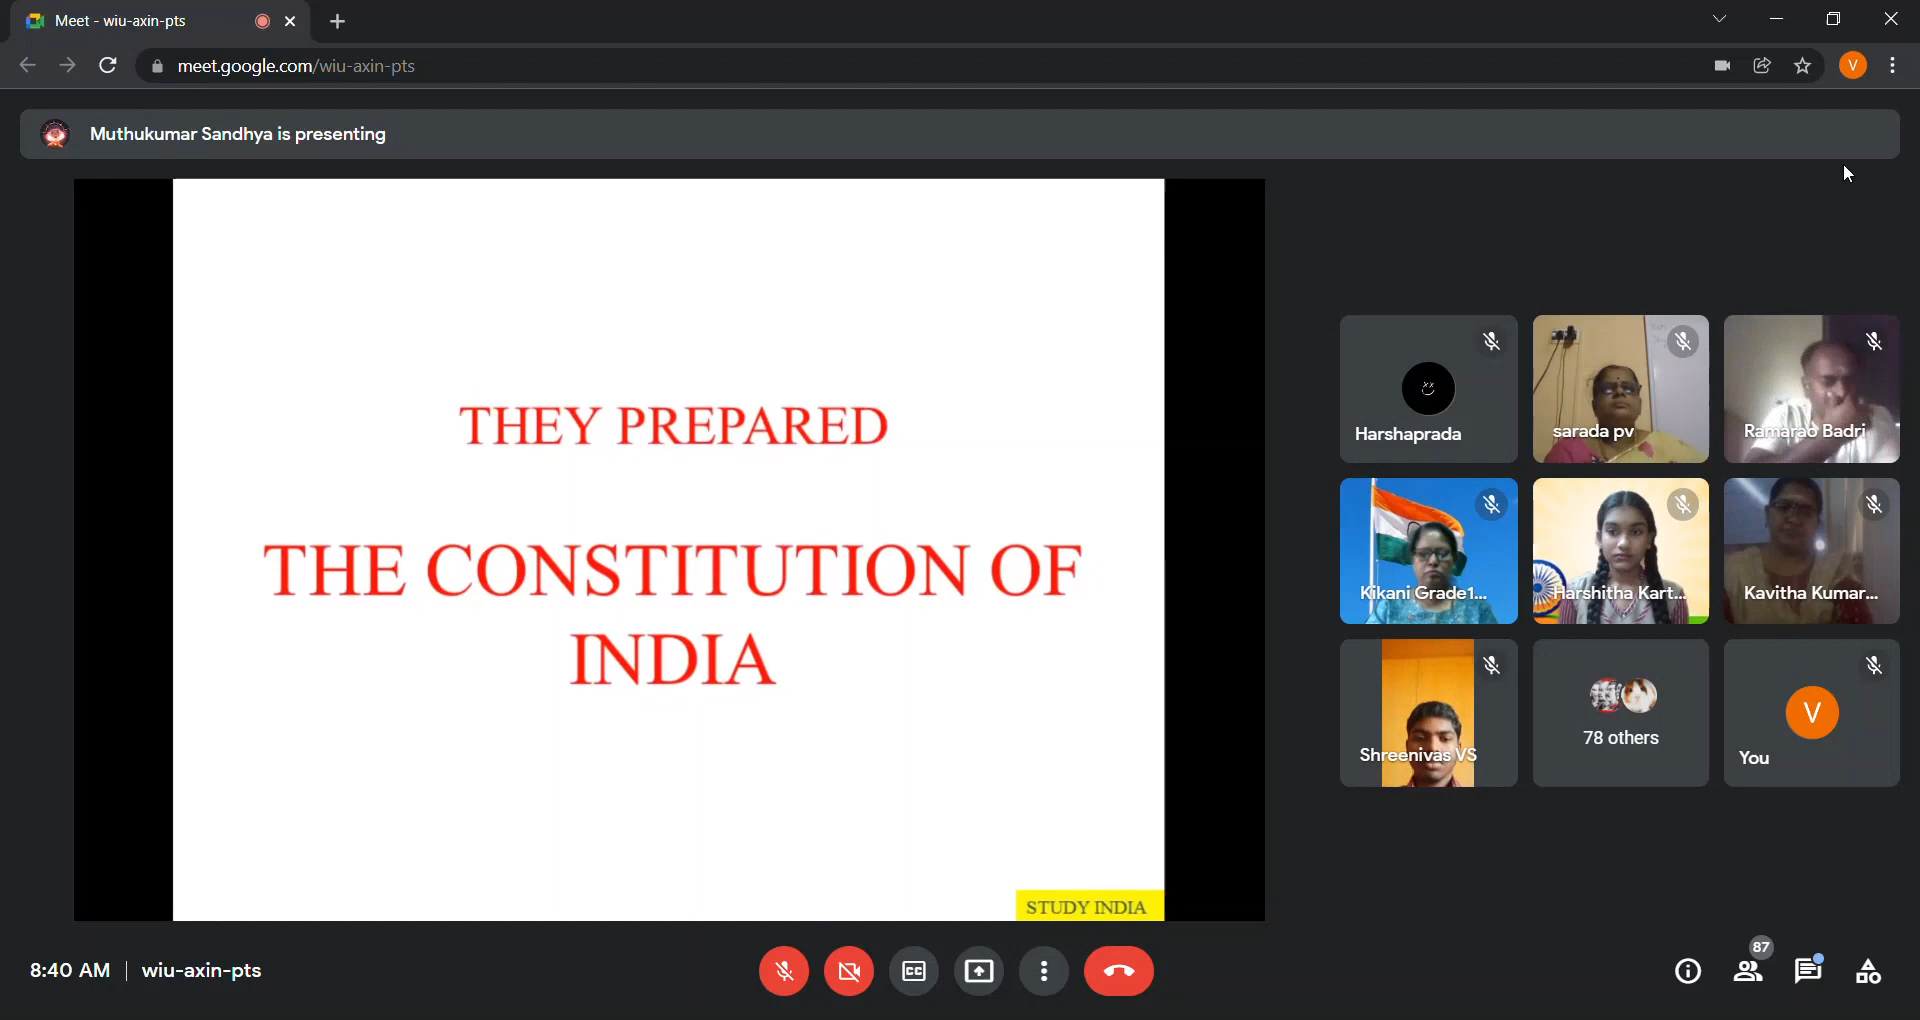 Meet - wiu-axin-pts
meet.google.com/wiu-axin-pts
V
Muthukumar Sandhya is presenting
THEY PREPARED
THE CONSTITUTION OF
INDIA
STUDY INDIA
Harshaprada
sarada pv
Ramarao Badri
Kikani Grade1...
Harshitha Kart...
Kavitha Kumar...
Shreenivas VS
78 others
V
You
8:40 AM | wiu-axin-pts
CC
87